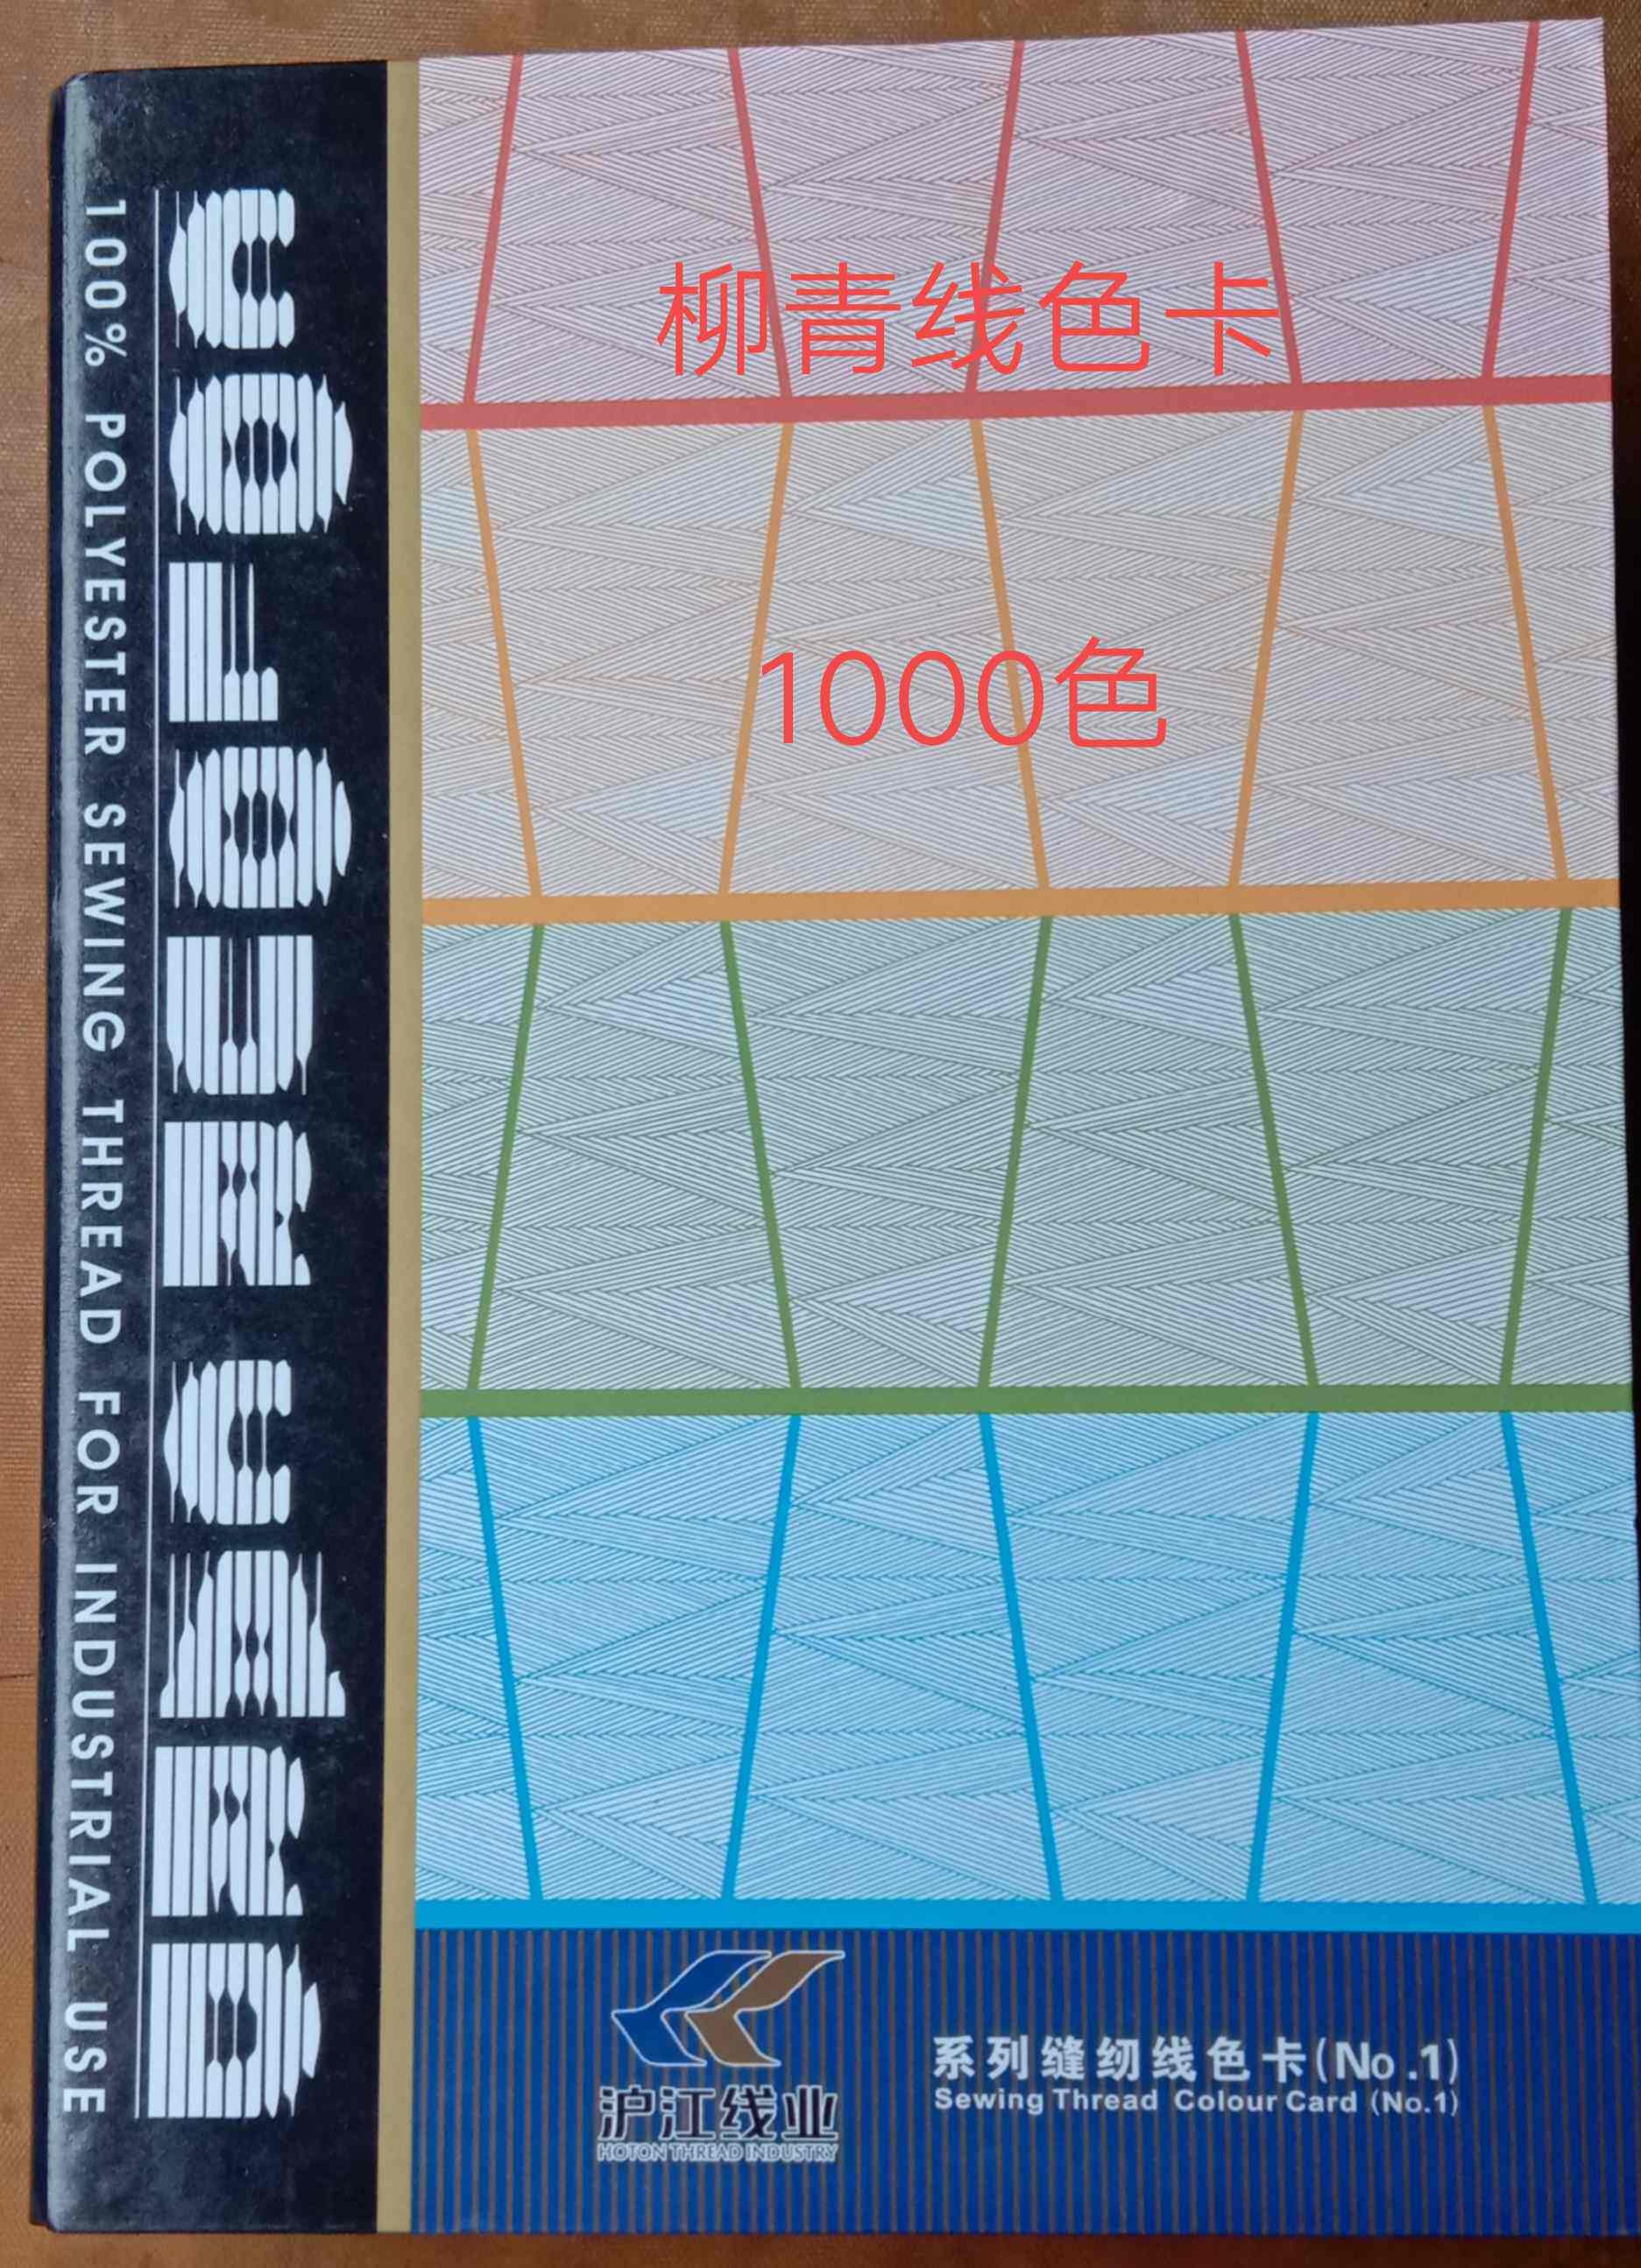 COLOUR CARD
100% POLYESTER SEWING THREAD FOR INDUSTRIAL USE
柳青线色卡
1000色
沪江线业
HOTON THREAD INDUSTRY
系列缝纫线色卡(No.1)
Sewing Thread Colour Card (No.1)